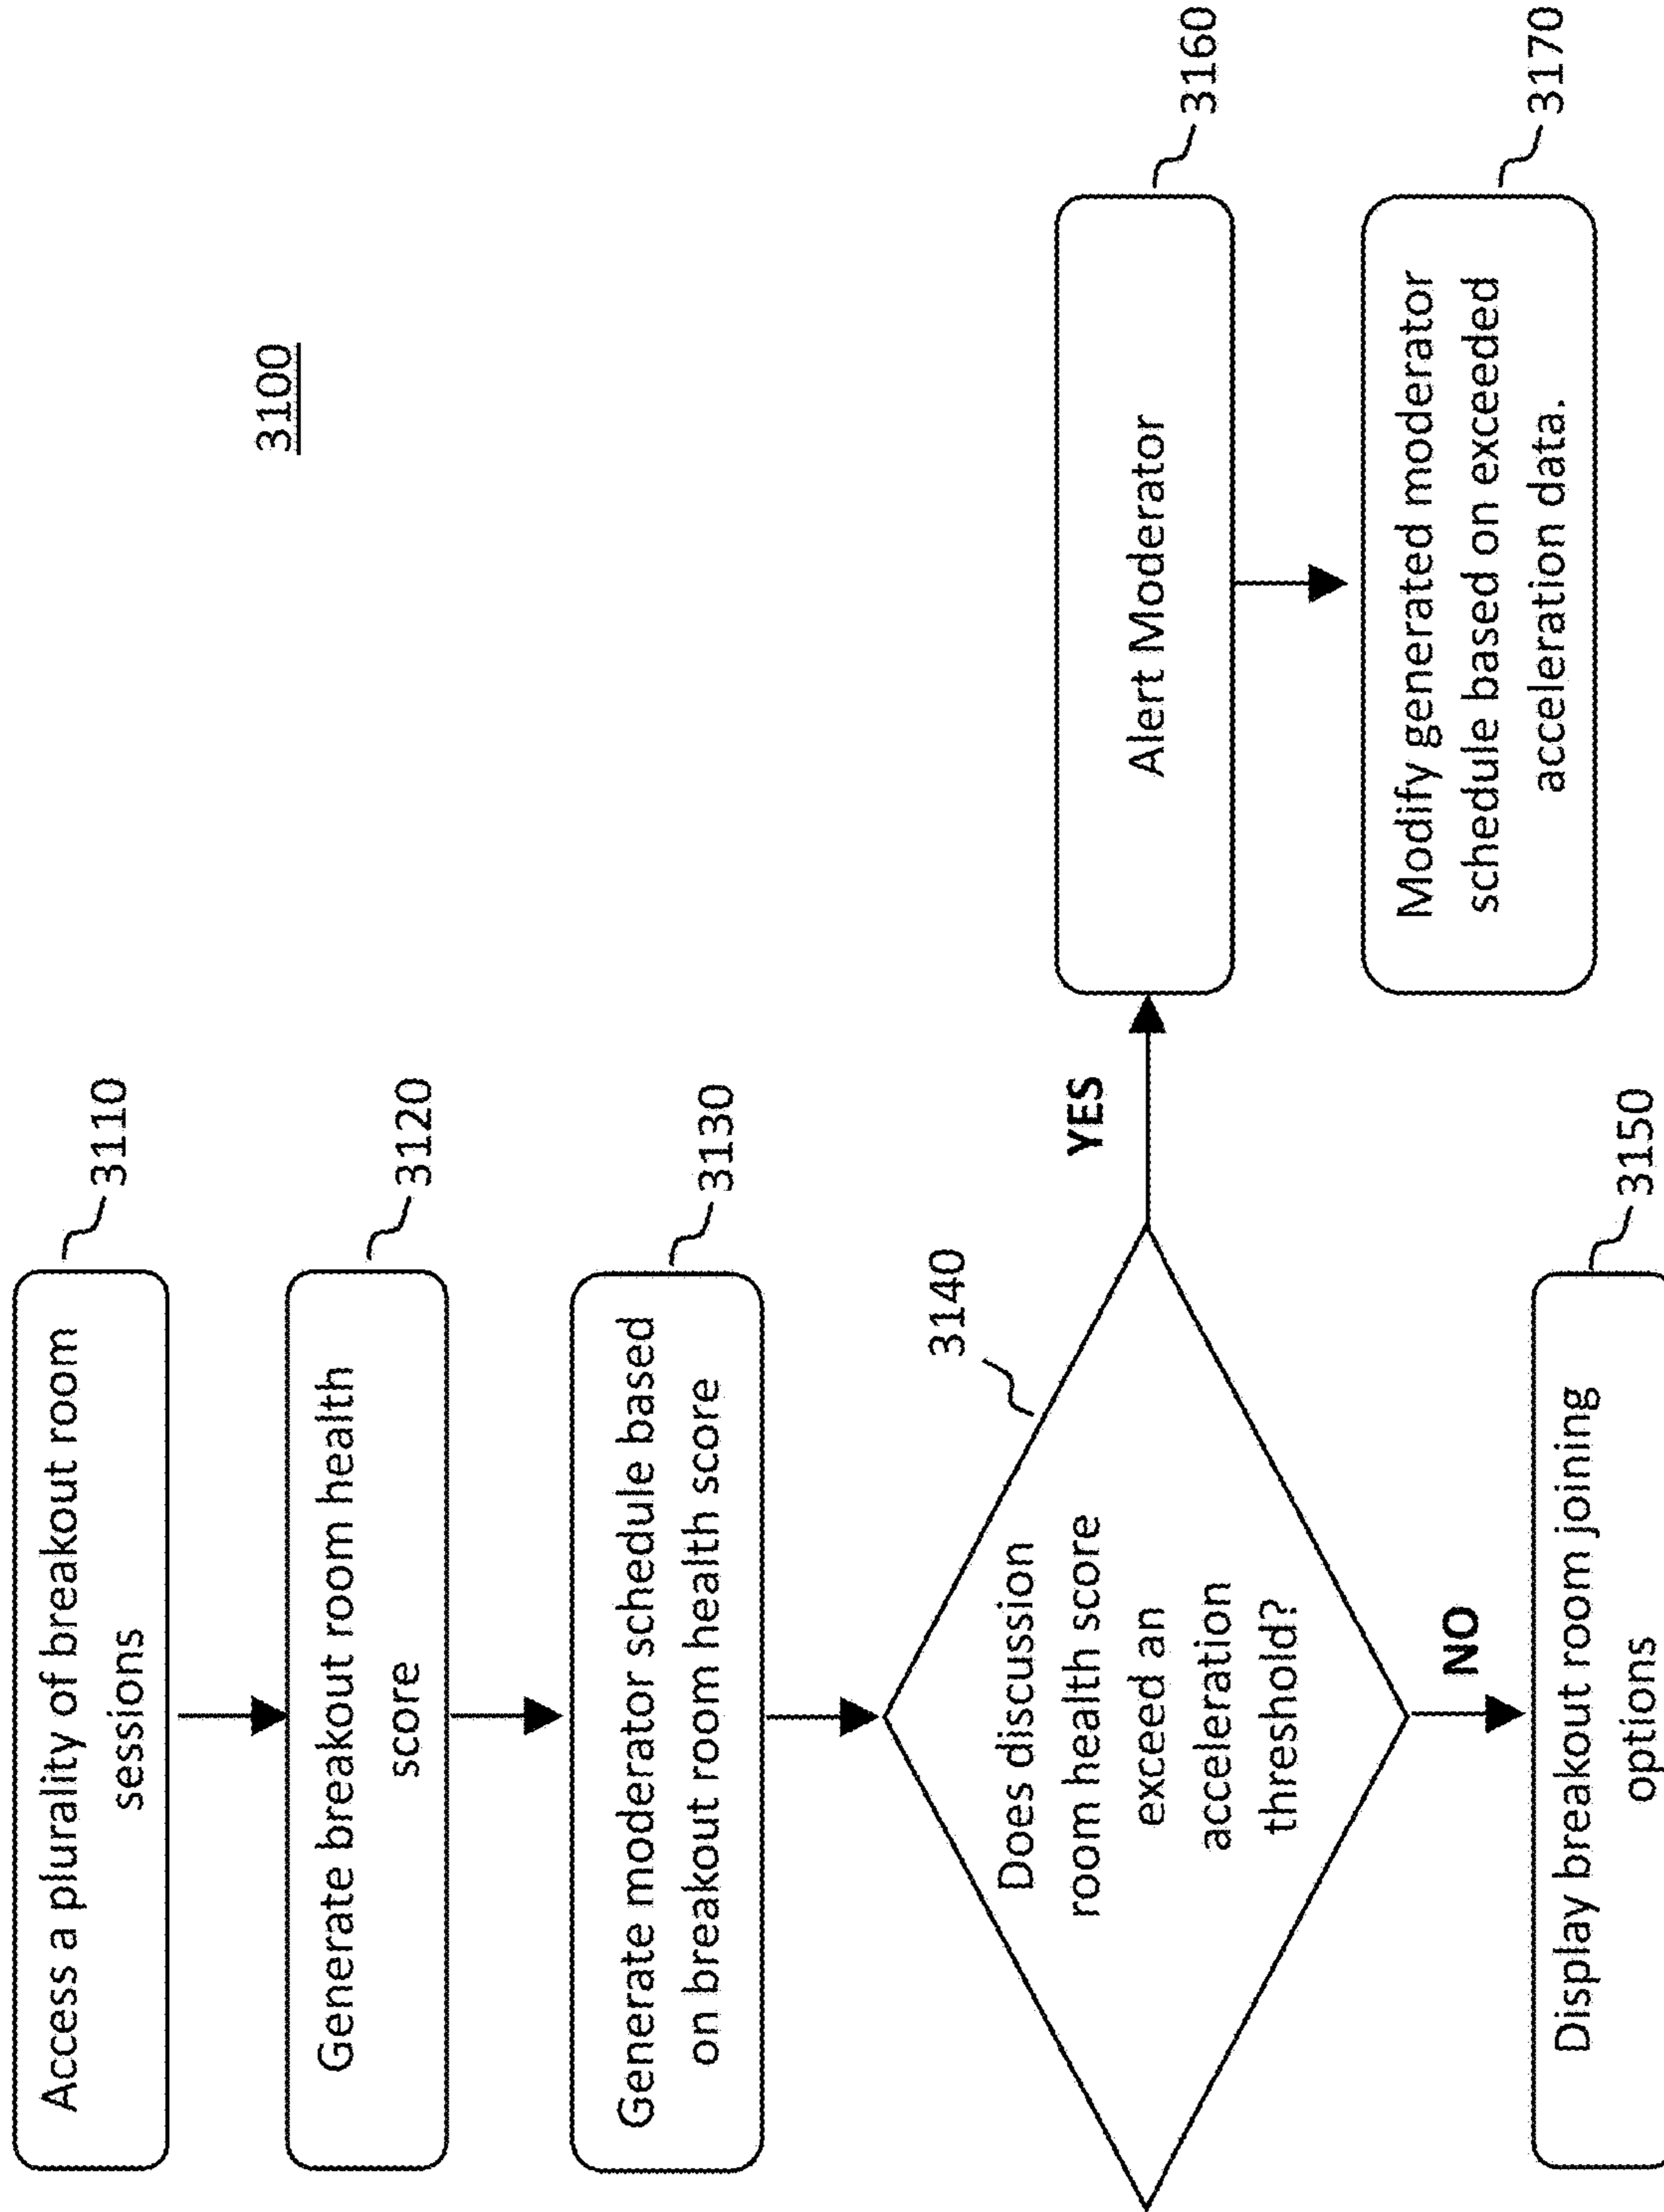 3100
Access a plurality of breakout room
sessions
3110
Generate breakout room health
score
3120
Generate moderator schedule based
on breakout room health score
3130
Does discussion
room health score
exceed an
acceleration
threshold?
3140
YES
Alert Moderator
3160
Modify generated moderator
schedule based on exceeded
acceleration data.
3170
NO
Display breakout room joining
options
3150